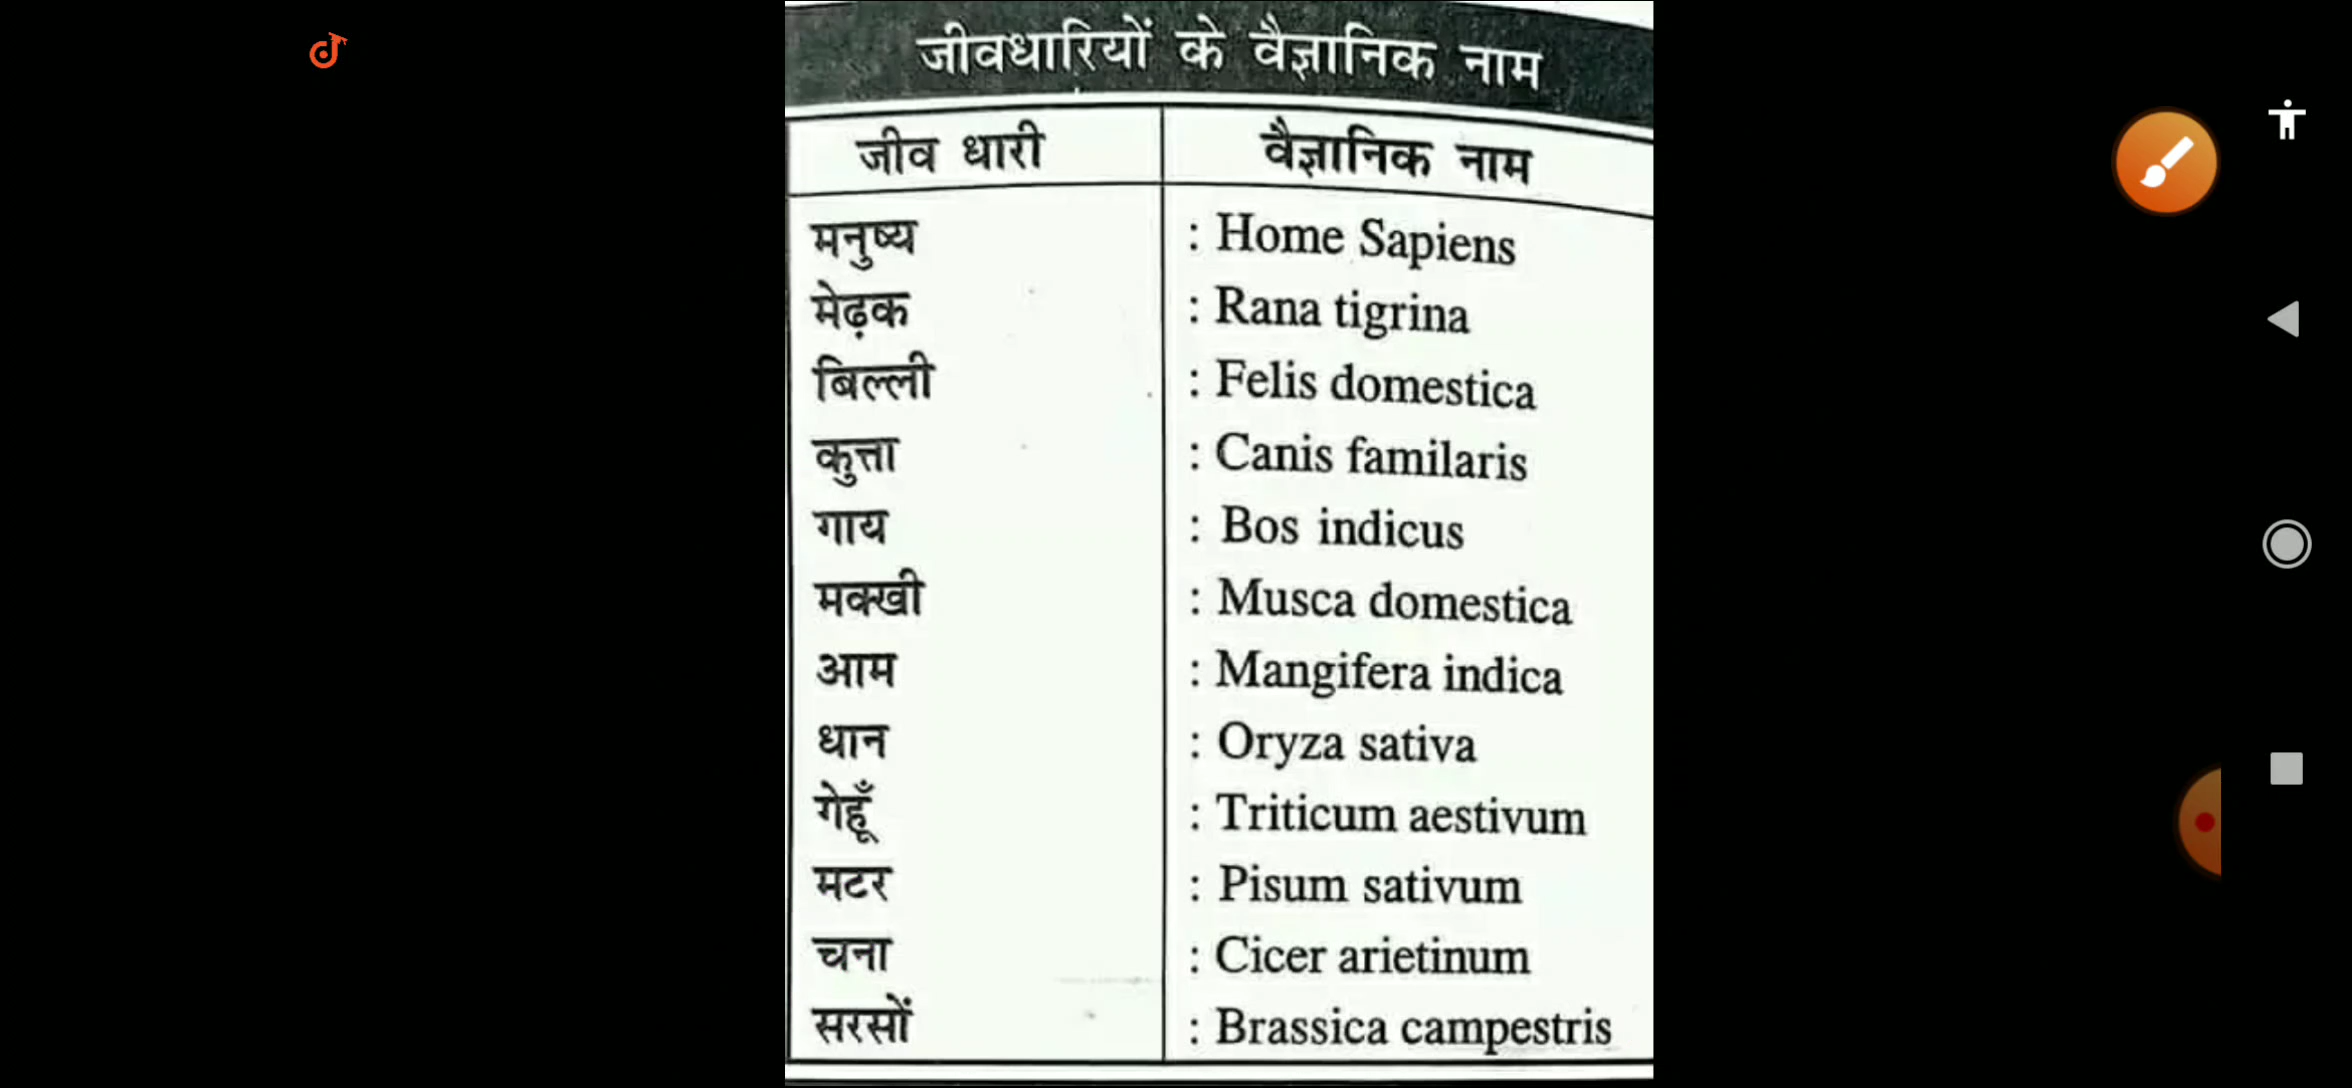 जीवधारियों के वैज्ञानिक नाम
जीव धारी वैज्ञानिक नाम
मनुष्य : Home Sapiens
मेढ़क : Rana tigrina
बिल्ली : Felis domestica
कुत्ता : Canis familaris
गाय : Bos indicus
मक्खी : Musca domestica
आम : Mangifera indica
धान : Oryza sativa
गेहूँ : Triticum aestivum
मटर : Pisum sativum
चना : Cicer arietinum
सरसों : Brassica campestris